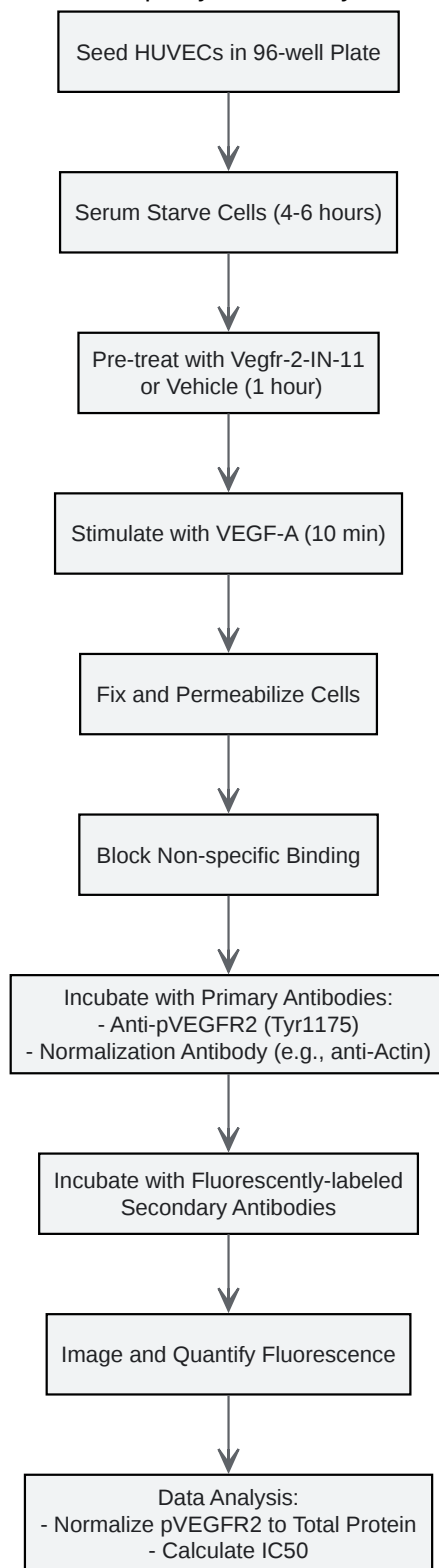 Seed HUVECs in 96-well Plate
Serum Starve Cells (4-6 hours)
Pre-treat with Vegfr-2-IN-11
or Vehicle (1 hour)
Stimulate with VEGF-A (10 min)
Fix and Permeabilize Cells
Block Non-specific Binding
Incubate with Primary Antibodies:
- Anti-pVEGFR2 (Tyr1175)
- Normalization Antibody (e.g., anti-Actin)
Incubate with Fluorescently-labeled
Secondary Antibodies
Image and Quantify Fluorescence
Data Analysis:
- Normalize pVEGFR2 to Total Protein
- Calculate IC50